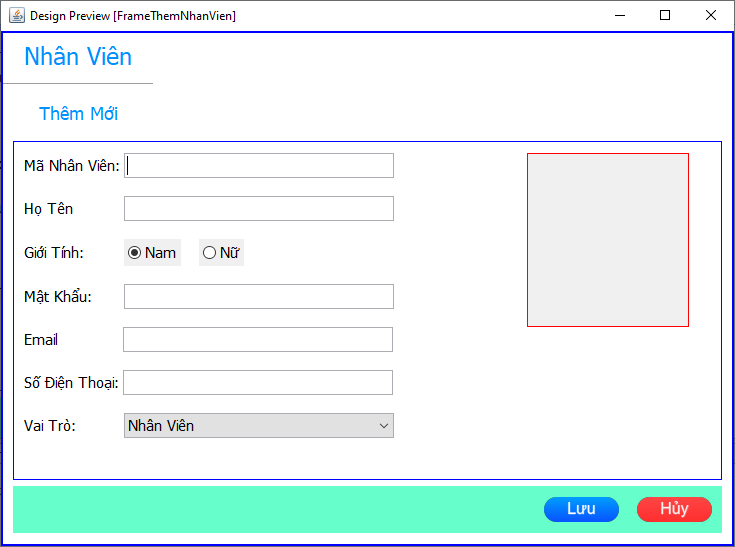 Design Preview [FrameThemNhanVien]
Nhân Viên
Thêm Mới
Mã Nhân Viên:
Họ Tên
Giới Tính: Nam Nữ
Mật Khẩu:
Email
Số Điện Thoại:
Vai Trò: Nhân Viên
Lưu Hủy